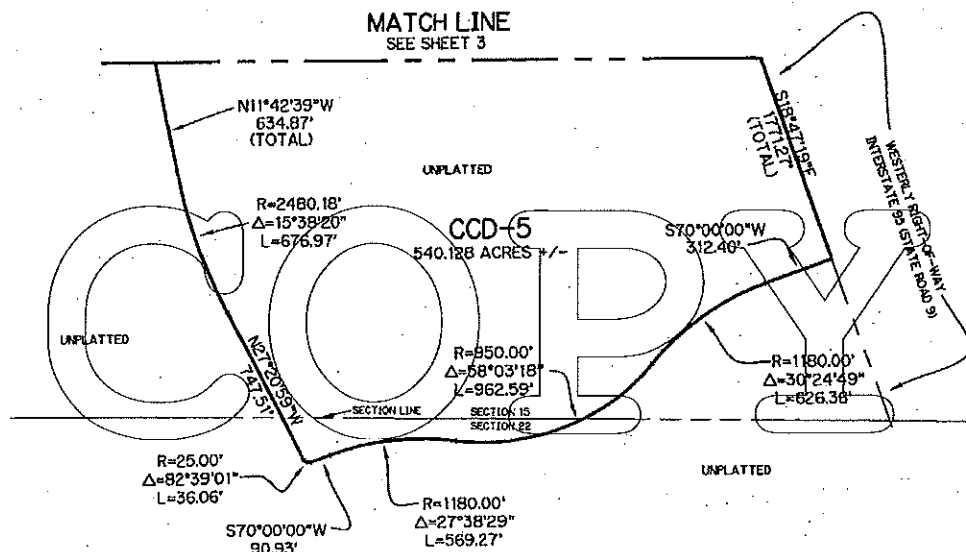 MATCH LINE
SEE SHEET 3
N11°42'39"W
634.87'
(TOTAL)
S18°47'19"E
1771.27'
(TOTAL)
WESTERLY RIGHT-OF-WAY
INTERSTATE 95 (STATE ROAD 9)
UNPLATTED
R=2480.18'
Δ=15°38'20"
L=676.97'
CCD-5
540.128 ACRES +/-
S70°00'00"W
312.40'
COPY
UNPLATTED
N27°20'59"W
747.51'
R=950.00'
Δ=58°03'18"
L=962.59'
R=1180.00'
Δ=30°24'49"
L=626.36'
SECTION LINE
SECTION 15
SECTION 22
R=25.00'
Δ=82°39'01"
L=36.06'
UNPLATTED
R=1180.00'
Δ=27°38'29"
L=569.27'
S70°00'00"W
90.93'